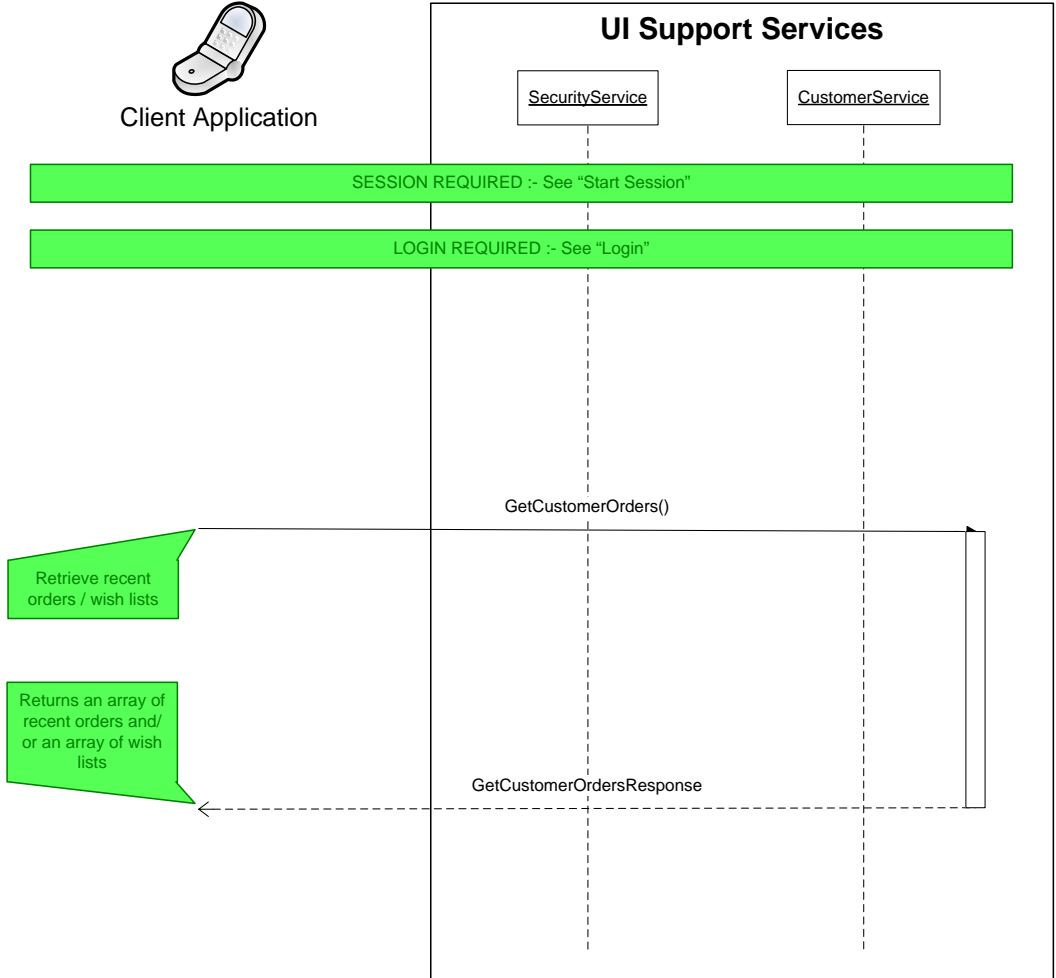 UI Support Services
Client Application
SecurityService
CustomerService
SESSION REQUIRED :- See “Start Session”
LOGIN REQUIRED :- See “Login”
GetCustomerOrders()
Retrieve recent
orders / wish lists
Returns an array of
recent orders and/
or an array of wish
lists
GetCustomerOrdersResponse